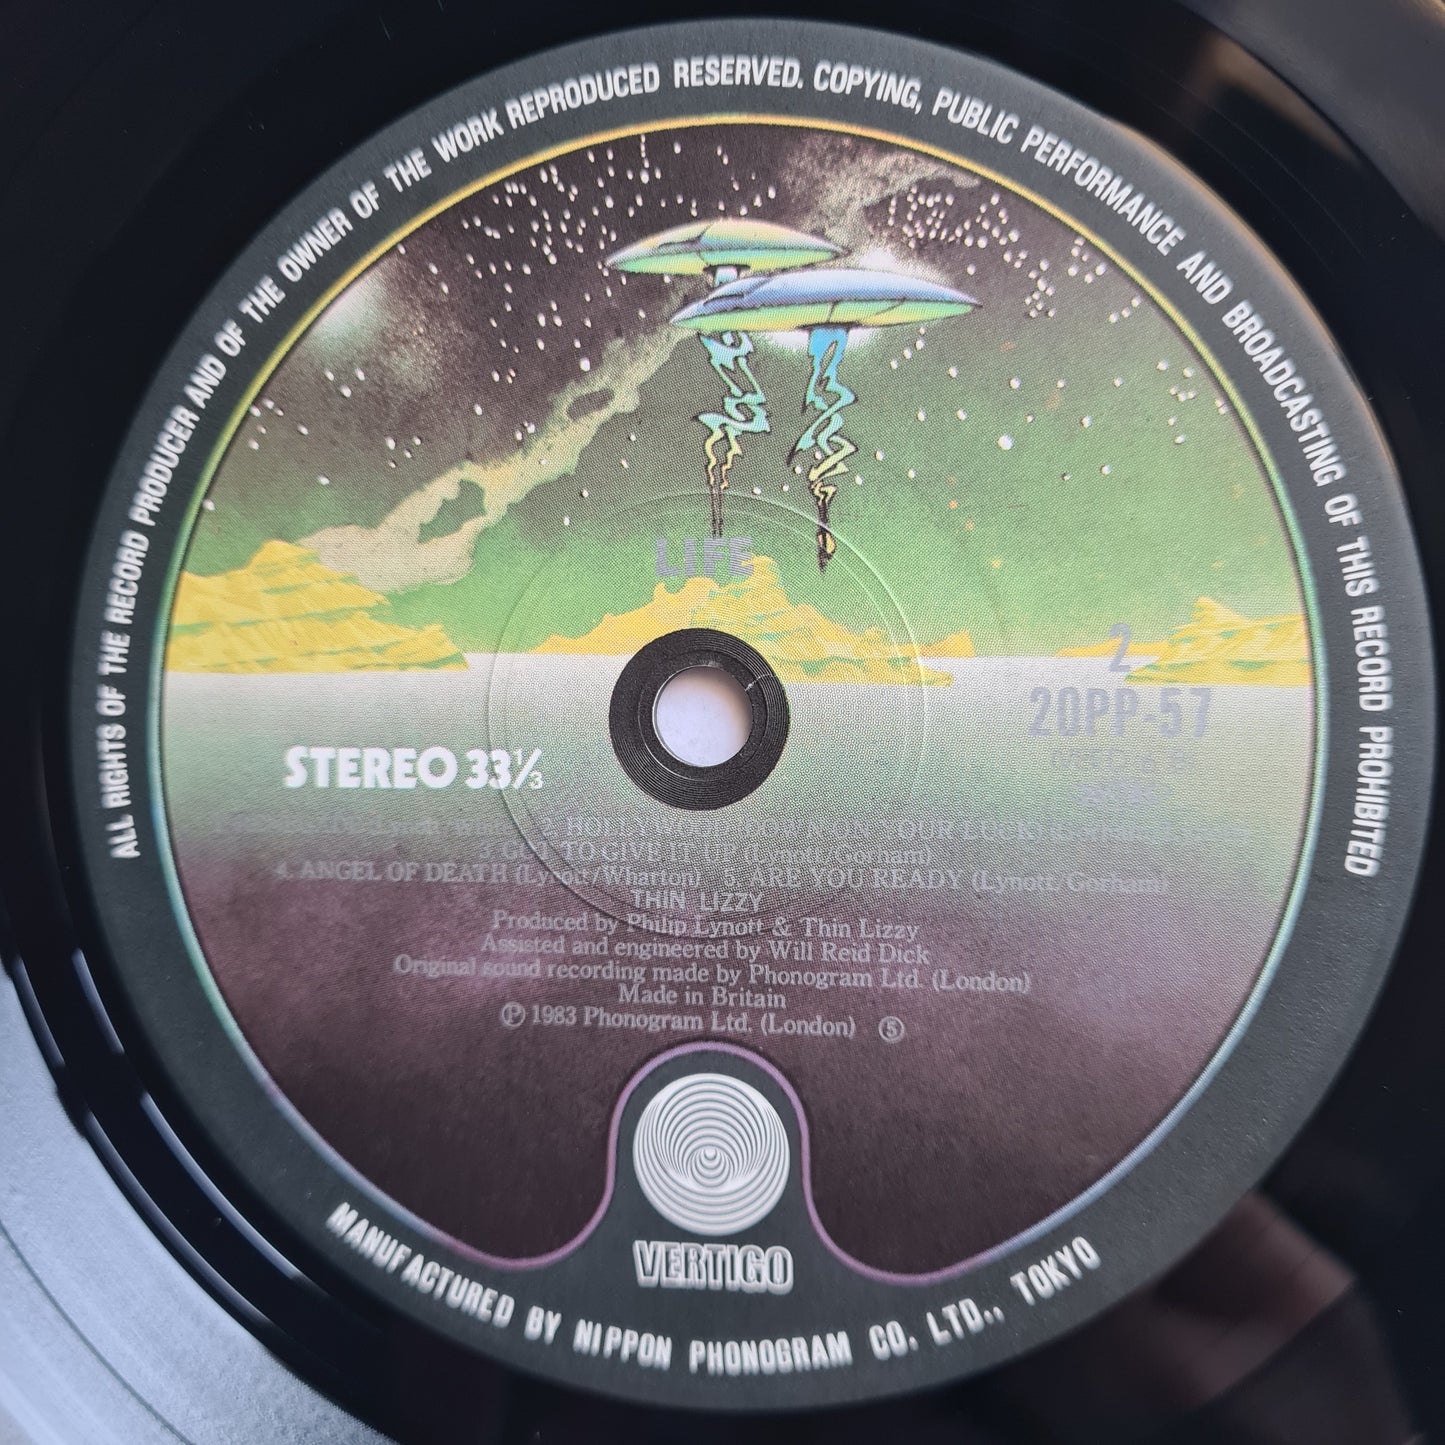 ALL RIGHTS OF THE RECORD PRODUCER AND OF THE OWNER OF THE WORK REPRODUCED RESERVED. COPYING, PUBLIC PERFORMANCE AND BROADCASTING OF THIS RECORD PROHIBITED
LIFE
2
20PP-57
STEREO 33⅓
2. HOLLYWOOD DOWN ON YOUR LUCK
3. GOT TO GIVE IT UP (Lynott/Gorham)
4. ANGEL OF DEATH (Lynott/Wharton) 5. ARE YOU READY (Lynott/Gorham)
THIN LIZZY
Produced by Philip Lynott & Thin Lizzy
Assisted and engineered by Will Reid Dick
Original sound recording made by Phonogram Ltd. (London)
Made in Britain
℗ 1983 Phonogram Ltd. (London) ⑤
VERTIGO
MANUFACTURED BY NIPPON PHONOGRAM CO. LTD., TOKYO